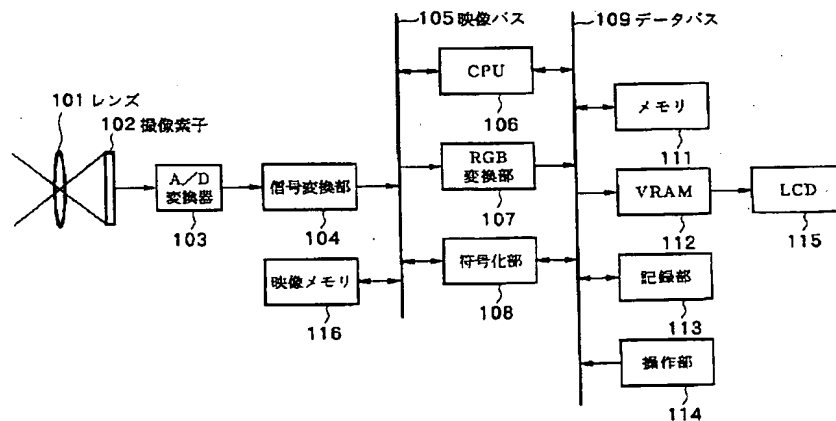 105 映像バス
109 データバス
101 レンズ
102 撮像素子
CPU
106
メモリ
111
A/D
変換器
103
信号変換部
104
RGB
変換部
107
VRAM
112
LCD
115
映像メモリ
116
符号化部
108
記録部
113
操作部
114